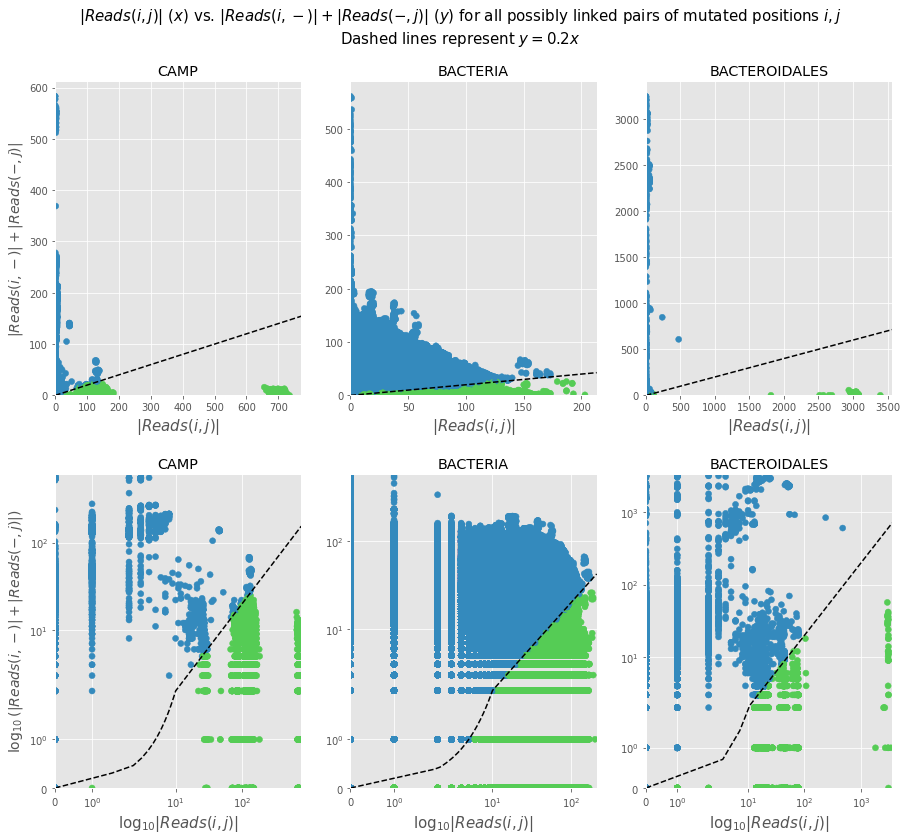 |Reads(i, j)| (x) vs. |Reads(i, −)| + |Reads(−, j)| (y) for all possibly linked pairs of mutated positions i, j
Dashed lines represent y = 0.2x
CAMP
BACTERIA
BACTEROIDALES
|Reads(i, −)| + |Reads(−, j)|
600
500
400
300
200
100
0
0 100 200 300 400 500 600 700
|Reads(i, j)|
500
400
300
200
100
0
0 50 100 150 200
|Reads(i, j)|
3000
2500
2000
1500
1000
500
0
0 500 1000 1500 2000 2500 3000 3500
|Reads(i, j)|
CAMP
BACTERIA
BACTEROIDALES
log₁₀(|Reads(i, −)| + |Reads(−, j)|)
10²
10¹
10⁰
0
0 10⁰ 10¹ 10²
log₁₀|Reads(i, j)|
10²
10¹
10⁰
0
0 10⁰ 10¹ 10²
log₁₀|Reads(i, j)|
10³
10²
10¹
10⁰
0
0 10⁰ 10¹ 10² 10³
log₁₀|Reads(i, j)|